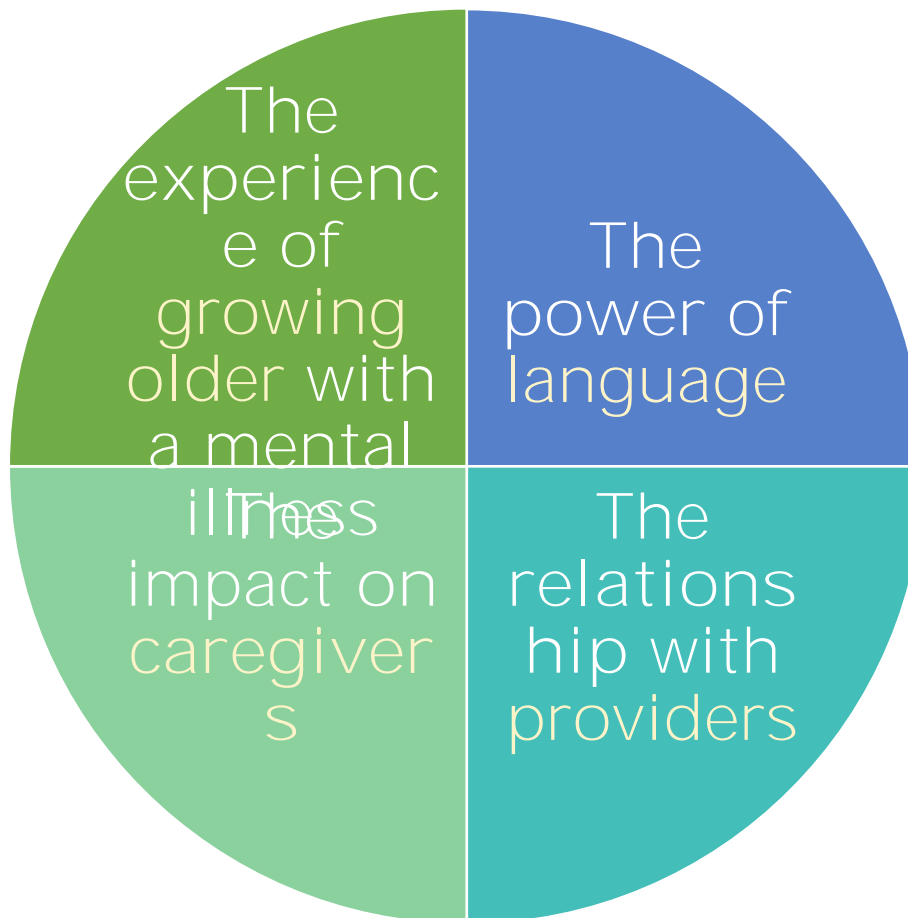 The
experienc
e of
growing
older with
a mental
illness
The
power of
language
The
impact on
caregiver
s
The
relations
hip with
providers